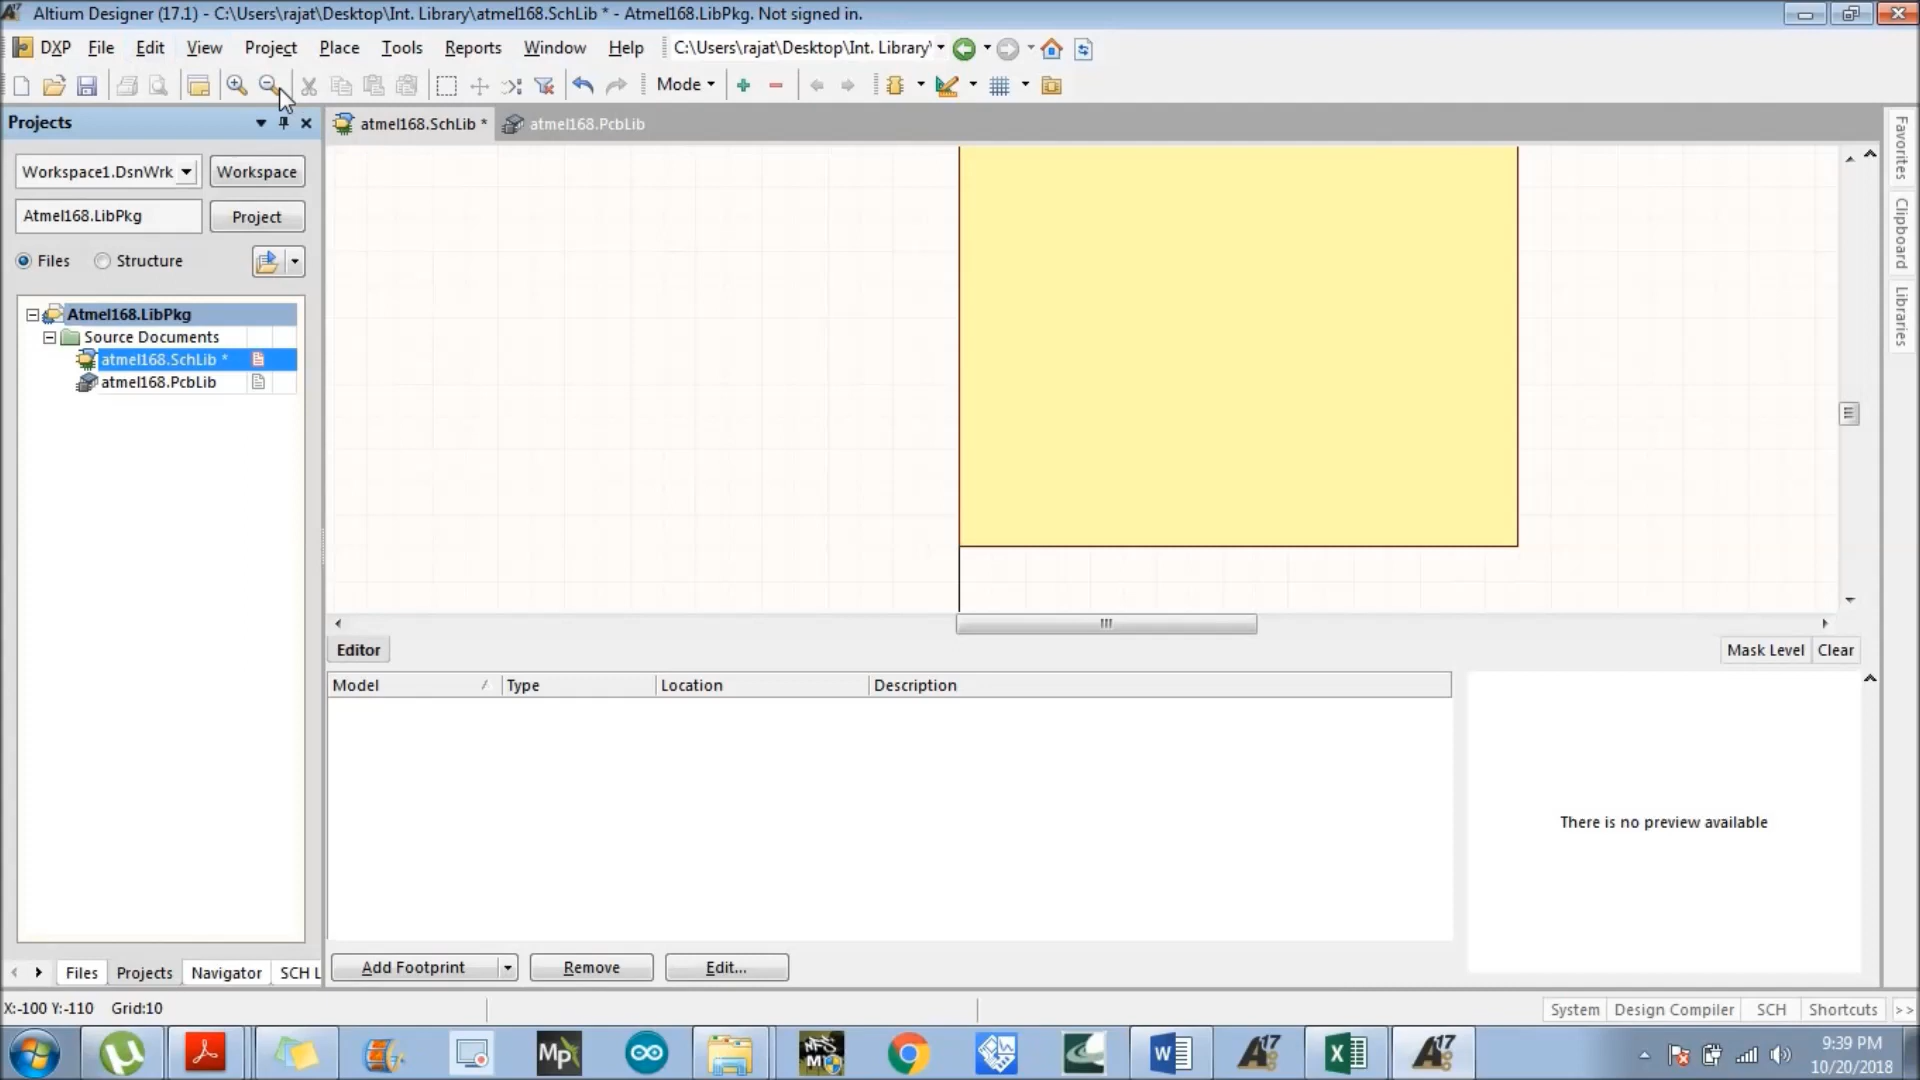 Altium Designer (17.1) - C:\Users\rajat\Desktop\Int. Library\atmel168.SchLib * - Atmel168.LibPkg. Not signed in.
DXP File Edit View Project Place Tools Reports Window Help C:\Users\rajat\Desktop\Int. Library\
Mode
Projects
atmel168.SchLib * atmel168.PcbLib
Workspace1.DsnWrk Workspace
Atmel168.LibPkg Project
Files Structure
Atmel168.LibPkg
Source Documents
atmel168.SchLib *
atmel168.PcbLib
Favorites
Clipboard
Libraries
Editor Mask Level Clear
Model Type Location Description
There is no preview available
Add Footprint Remove Edit...
Files Projects Navigator SCH L
X:-100 Y:-110 Grid:10 System Design Compiler SCH Shortcuts >>
Mp
W
X
17
17
9:39 PM
10/20/2018